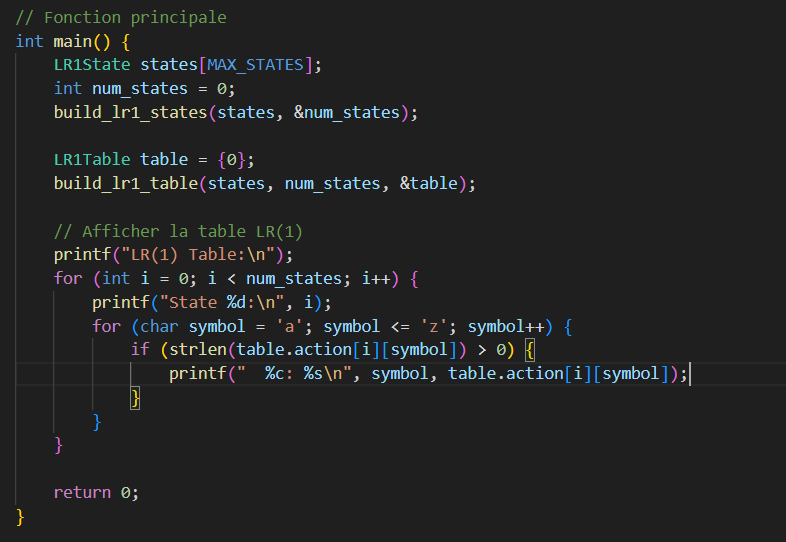 // Fonction principale
int main() {
    LR1State states[MAX_STATES];
    int num_states = 0;
    build_lr1_states(states, &num_states);

    LR1Table table = {0};
    build_lr1_table(states, num_states, &table);

    // Afficher la table LR(1)
    printf("LR(1) Table:\n");
    for (int i = 0; i < num_states; i++) {
        printf("State %d:\n", i);
        for (char symbol = 'a'; symbol <= 'z'; symbol++) {
            if (strlen(table.action[i][symbol]) > 0) {
                printf("  %c: %s\n", symbol, table.action[i][symbol]);
            }
        }
    }

    return 0;
}